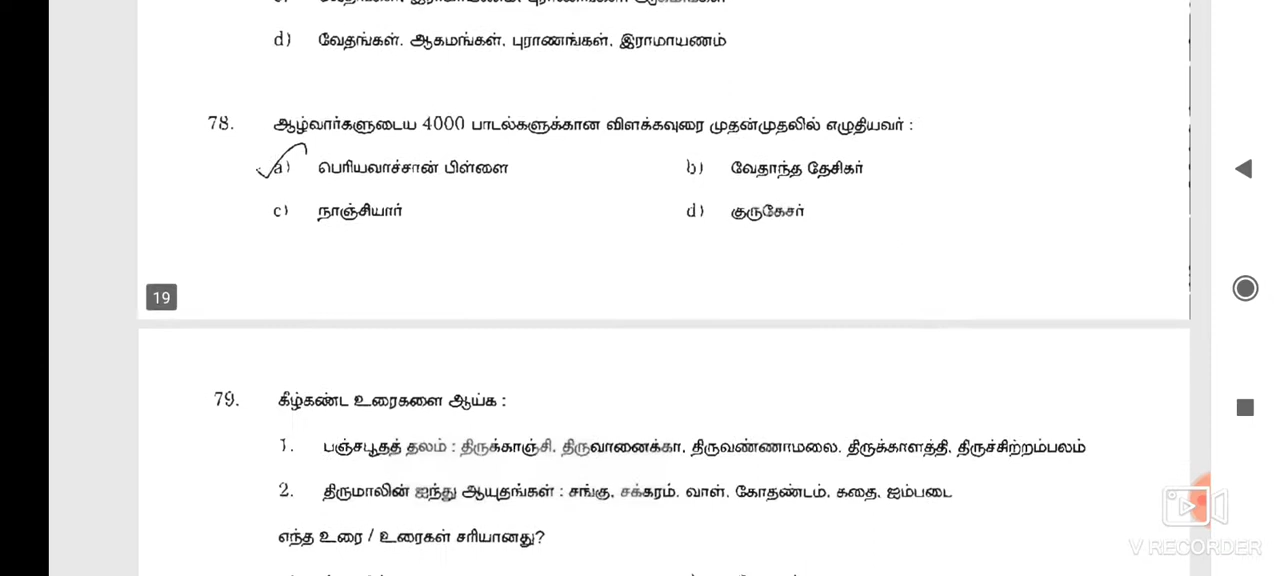 d) வேதங்கள். ஆகமங்கள், புராணங்கள், இராமாயணம்
78. ஆழ்வார்களுடைய 4000 பாடல்களுக்கான விளக்கவுரை முதன்முதலில் எழுதியவர் :
a) பெரியவாச்சான் பிள்ளை b) வேதாந்த தேசிகர்
c) நாஞ்சியார் d) குருகேசர்
19
79. கீழ்கண்ட உரைகளை ஆய்க :
1. பஞ்சபூதத் தலம் : திருக்காஞ்சி, திருவானைக்கா, திருவண்ணாமலை, திருக்காளத்தி, திருச்சிற்றம்பலம்
2. திருமாலின் ஐந்து ஆயுதங்கள் : சங்கு, சக்கரம். வாள், கோதண்டம், கதை, ஐம்படை
எந்த உரை / உரைகள் சரியானது?
V RECORDER